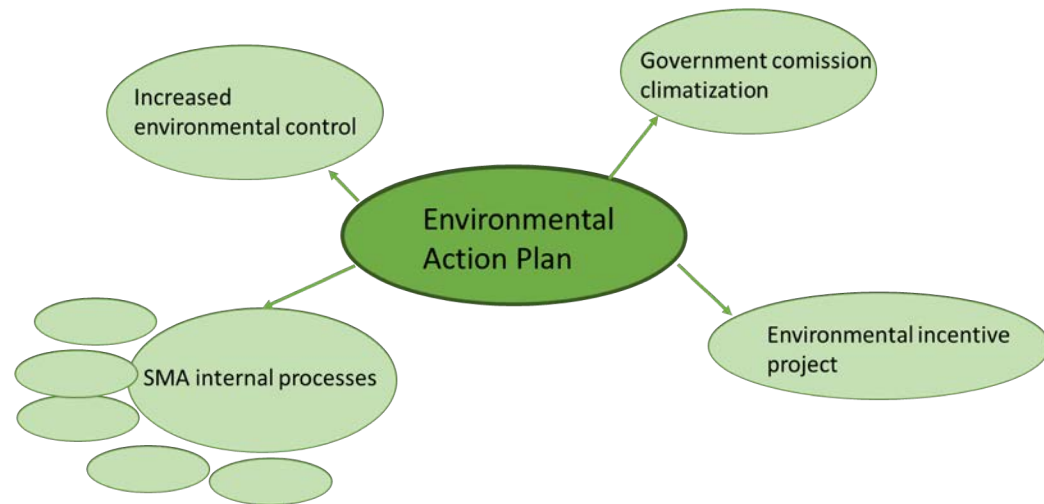 Increased
environmental control
Government comission
climatization
Environmental
Action Plan
SMA internal processes
Environmental incentive
project